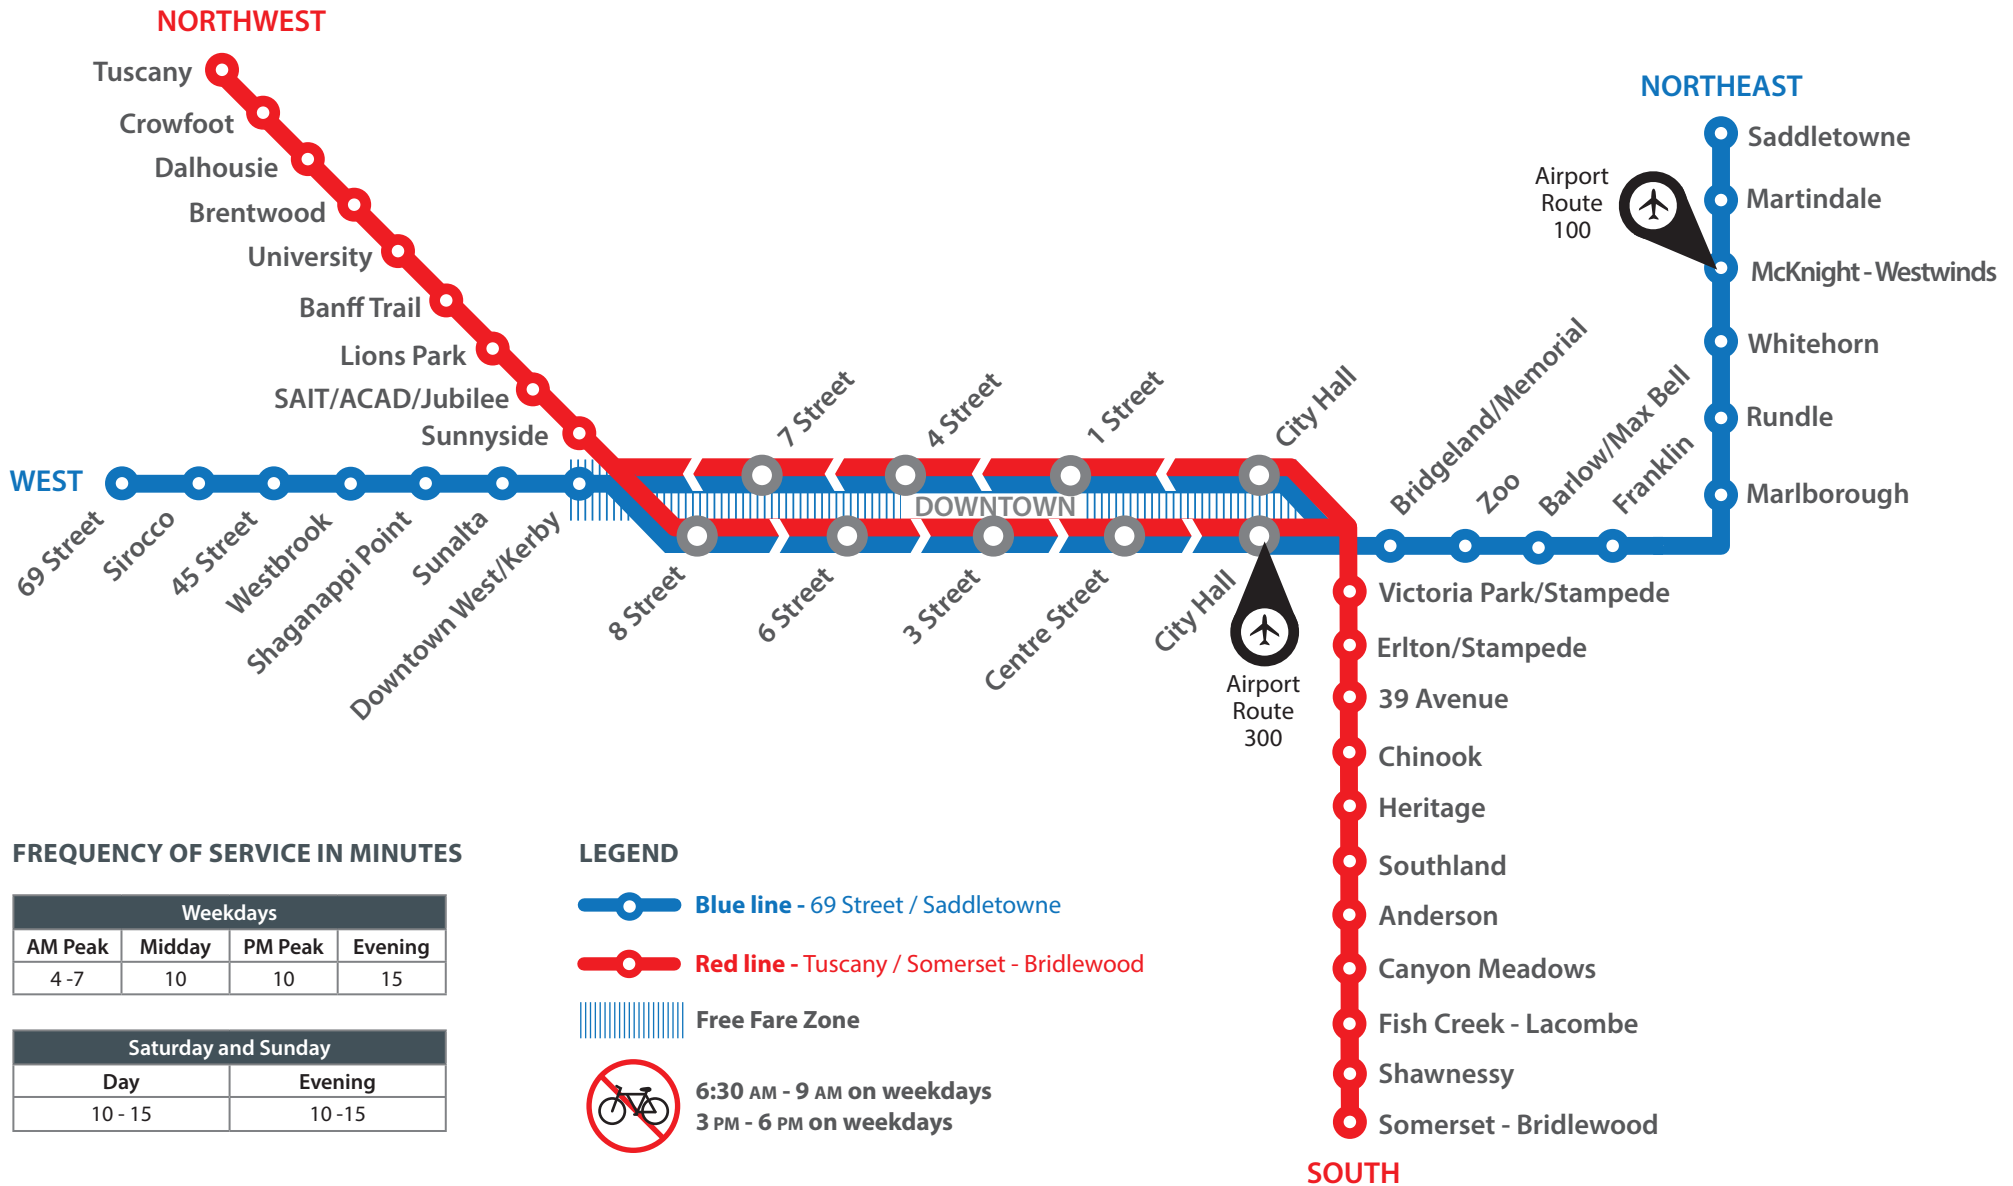 NORTHWEST
Tuscany
Crowfoot
Dalhousie
Brentwood
University
Banff Trail
Lions Park
SAIT/ACAD/Jubilee
Sunnyside
WEST
69 Street
Sirocco
45 Street
Westbrook
Shaganappi Point
Sunalta
Downtown West/Kerby
7 Street
4 Street
1 Street
City Hall
DOWNTOWN
8 Street
6 Street
3 Street
Centre Street
City Hall
Airport
Route
300
Bridgeland/Memorial
Zoo
Barlow/Max Bell
Franklin
NORTHEAST
Saddletowne
Martindale
Airport
Route
100
McKnight - Westwinds
Whitehorn
Rundle
Marlborough
Victoria Park/Stampede
Erlton/Stampede
39 Avenue
Chinook
Heritage
Southland
Anderson
Canyon Meadows
Fish Creek - Lacombe
Shawnessy
Somerset - Bridlewood
SOUTH
FREQUENCY OF SERVICE IN MINUTES
Weekdays
AM Peak Midday PM Peak Evening
4 -7 10 10 15
Saturday and Sunday
Day Evening
10 - 15 10 -15
LEGEND
Blue line - 69 Street / Saddletowne
Red line - Tuscany / Somerset - Bridlewood
Free Fare Zone
6:30 AM - 9 AM on weekdays
3 PM - 6 PM on weekdays